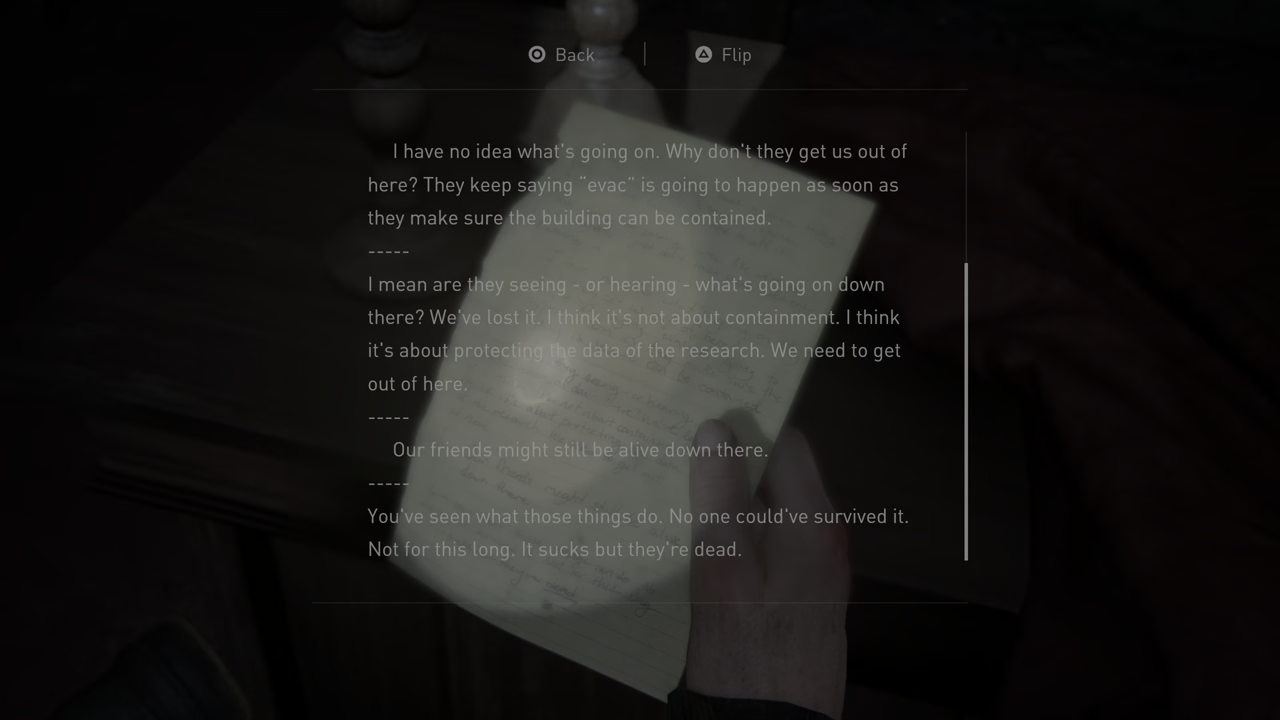 Back
Flip
I have no idea what's going on. Why don't they get us out of
here? They keep saying "evac" is going to happen as soon as
they make sure the building can be contained.
-----
I mean are they seeing - or hearing - what's going on down
there? We've lost it. I think it's not about containment. I think
it's about protecting the data of the research. We need to get
out of here.
-----
Our friends might still be alive down there.
-----
You've seen what those things do. No one could've survived it.
Not for this long. It sucks but they're dead.